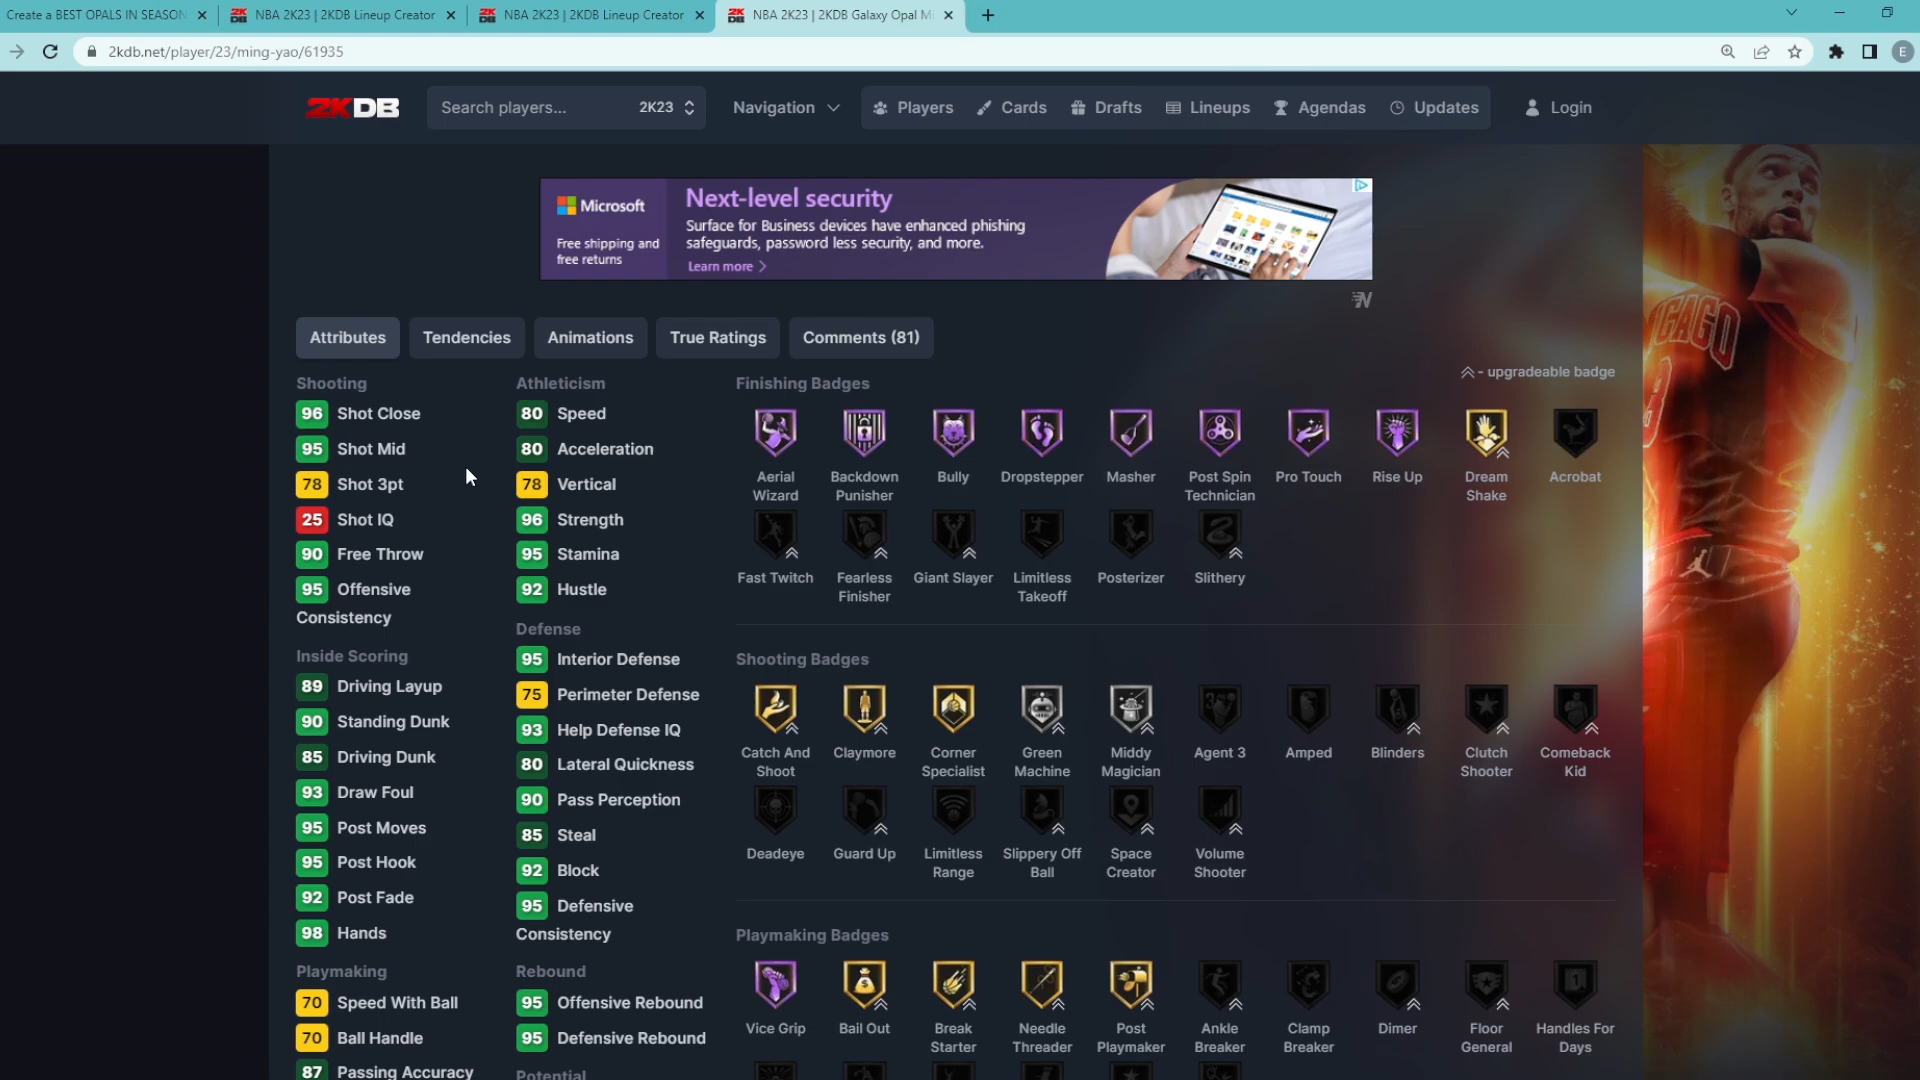 Create a BEST OPALS IN SEASON
NBA 2K23 | 2KDB Lineup Creator
NBA 2K23 | 2KDB Lineup Creator
NBA 2K23 | 2KDB Galaxy Opal Mi
2kdb.net/player/23/ming-yao/61935
E
2KDB
Search players...
2K23
Navigation
Players
Cards
Drafts
Lineups
Agendas
Updates
Login
Microsoft
Free shipping and
free returns
Next-level security
Surface for Business devices have enhanced phishing
safeguards, password less security, and more.
Learn more >
Attributes
Tendencies
Animations
True Ratings
Comments (81)
- upgradeable badge
Shooting
96 Shot Close
95 Shot Mid
78 Shot 3pt
25 Shot IQ
90 Free Throw
95 Offensive
Consistency
Inside Scoring
89 Driving Layup
90 Standing Dunk
85 Driving Dunk
93 Draw Foul
95 Post Moves
95 Post Hook
92 Post Fade
98 Hands
Playmaking
70 Speed With Ball
70 Ball Handle
87 Passing Accuracy
Athleticism
80 Speed
80 Acceleration
78 Vertical
96 Strength
95 Stamina
92 Hustle
Defense
95 Interior Defense
75 Perimeter Defense
93 Help Defense IQ
80 Lateral Quickness
90 Pass Perception
85 Steal
92 Block
95 Defensive
Consistency
Rebound
95 Offensive Rebound
95 Defensive Rebound
Potential
Finishing Badges
Aerial
Wizard
Backdown
Punisher
Bully
Dropstepper
Masher
Post Spin
Technician
Pro Touch
Rise Up
Dream
Shake
Acrobat
Fast Twitch
Fearless
Finisher
Giant Slayer
Limitless
Takeoff
Posterizer
Slithery
Shooting Badges
Catch And
Shoot
Claymore
Corner
Specialist
Green
Machine
Middy
Magician
Agent 3
Amped
Blinders
Clutch
Shooter
Comeback
Kid
Deadeye
Guard Up
Limitless
Range
Slippery Off
Ball
Space
Creator
Volume
Shooter
Playmaking Badges
Vice Grip
Bail Out
Break
Starter
Needle
Threader
Post
Playmaker
Ankle
Breaker
Clamp
Breaker
Dimer
Floor
General
Handles For
Days